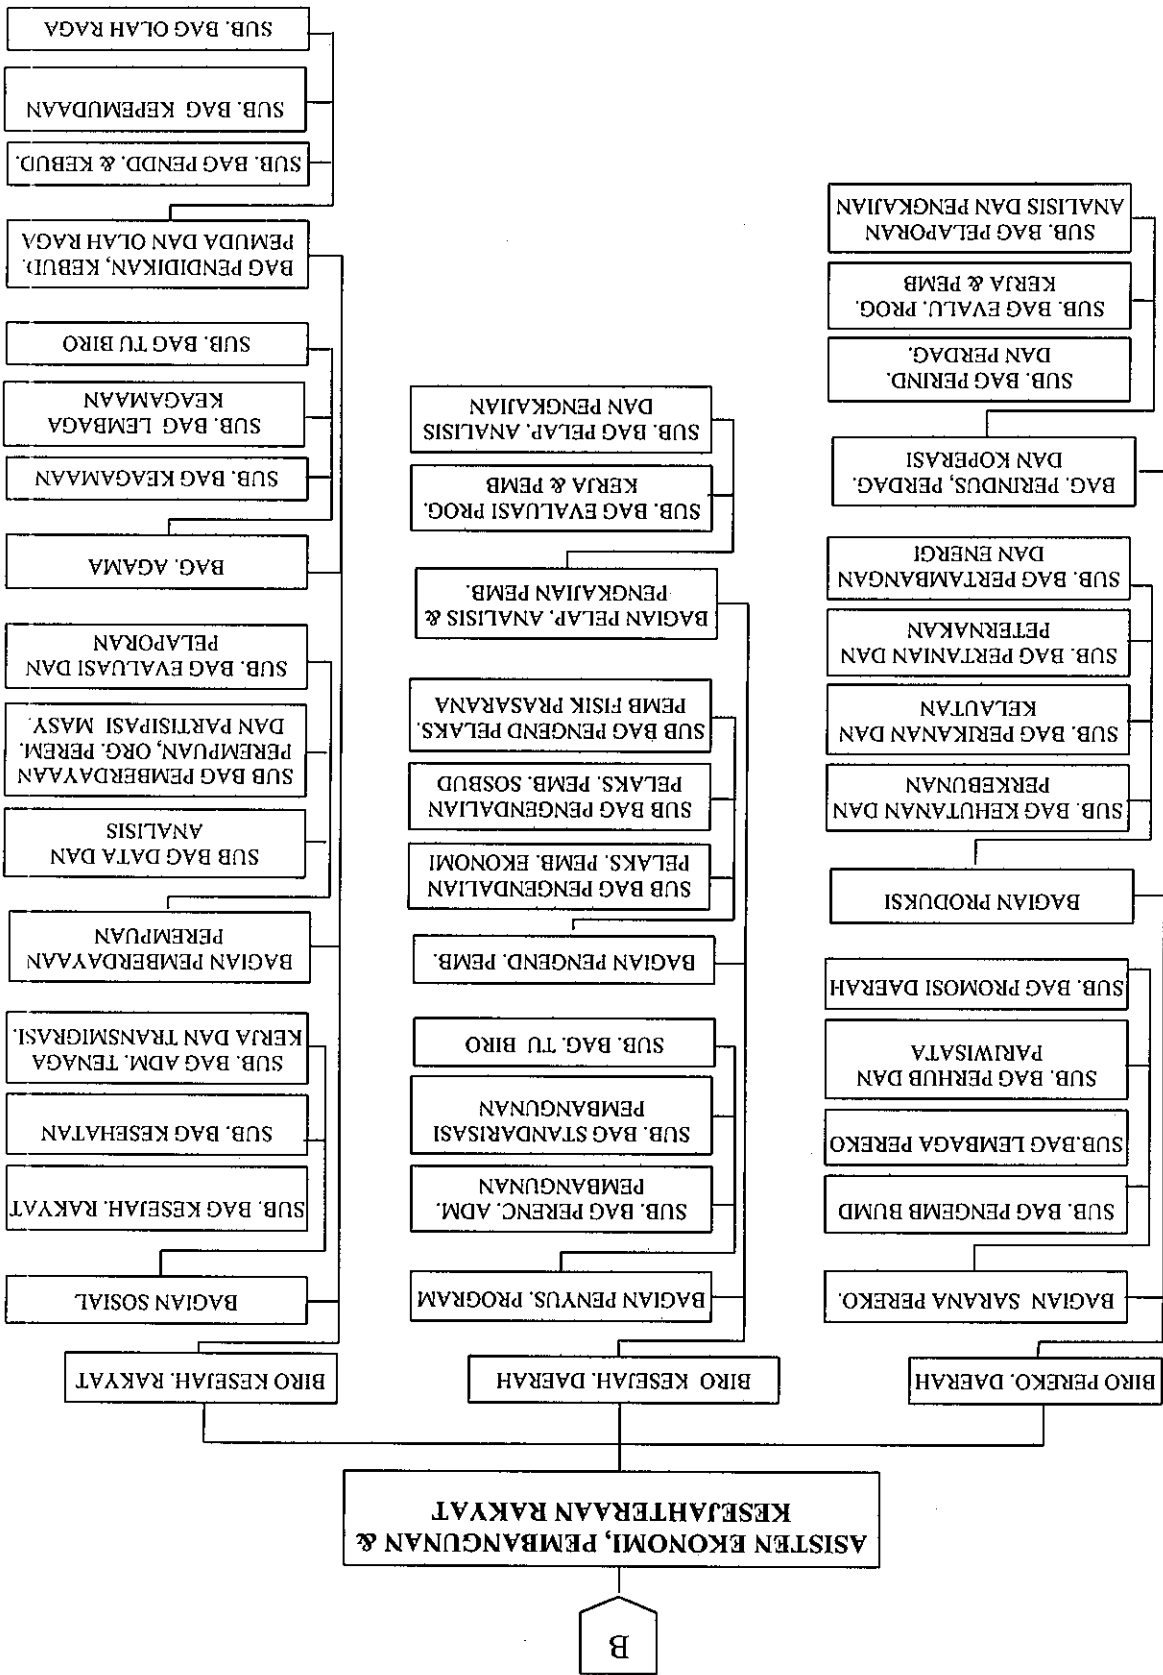 B
ASISTEN EKONOMI, PEMBANGUNAN &
KESEJAHTERAAN RAKYAT
BIRO PEREKO. DAERAH
BAGIAN SARANA PEREKO.
SUB. BAG PENGEMB BUMD
SUB.BAG LEMBAGA PEREKO
SUB. BAG PERHUB DAN
PARIWISATA
SUB. BAG PROMOSI DAERAH
BAGIAN PRODUKSI
SUB. BAG KEHUTANAN DAN
PERKEBUNAN
SUB. BAG PERIKANAN DAN
KELAUTAN
SUB. BAG PERTANIAN DAN
PETERNAKAN
SUB. BAG PERTAMBANGAN
DAN ENERGI
BAG. PERINDUS, PERDAG.
DAN KOPERASI
SUB. BAG PERIND.
DAN PERDAG.
SUB. BAG EVALU. PROG.
KERJA & PEMB
SUB. BAG PELAPORAN
ANALISIS DAN PENGKAJIAN
BIRO KESEJAH. DAERAH
BAGIAN PENYUS. PROGRAM
SUB. BAG PERENC. ADM.
PEMBANGUNAN
SUB. BAG STANDARISASI
PEMBANGUNAN
SUB. BAG. TU BIRO
BAGIAN PENGEND. PEMB.
SUB BAG PENGENDALIAN
PELAKS. PEMB. EKONOMI
SUB BAG PENGENDALIAN
PELAKS. PEMB. SOSBUD
SUB BAG PENGEND PELAKS.
PEMB FISIK PRASARANA
BAGIAN PELAP, ANALISIS &
PENGKAJIAN PEMB.
SUB. BAG EVALUASI PROG.
KERJA & PEMB
SUB. BAG PELAP. ANALISIS
DAN PENGKAJIAN
BIRO KESEJAH. RAKYAT
BAGIAN SOSIAL
SUB. BAG KESEJAH. RAKYAT
SUB. BAG KESEHATAN
SUB. BAG ADM. TENAGA
KERJA DAN TRANSMIGRASI.
BAGIAN PEMBERDAYAAN
PEREMPUAN
SUB BAG DATA DAN
ANALISIS
SUB BAG PEMBERDAYAAN
PEREMPUAN, ORG. PEREM.
DAN PARTISIPASI MASY.
SUB. BAG EVALUASI DAN
PELAPORAN
BAG. AGAMA
SUB. BAG KEAGAMAAN
SUB. BAG LEMBAGA
KEAGAMAAN
SUB. BAG TU BIRO
BAG PENDIDIKAN, KEBUD.
PEMUDA DAN OLAH RAGA
SUB. BAG PENDD. & KEBUD.
SUB. BAG KEPEMUDAAN
SUB. BAG OLAH RAGA